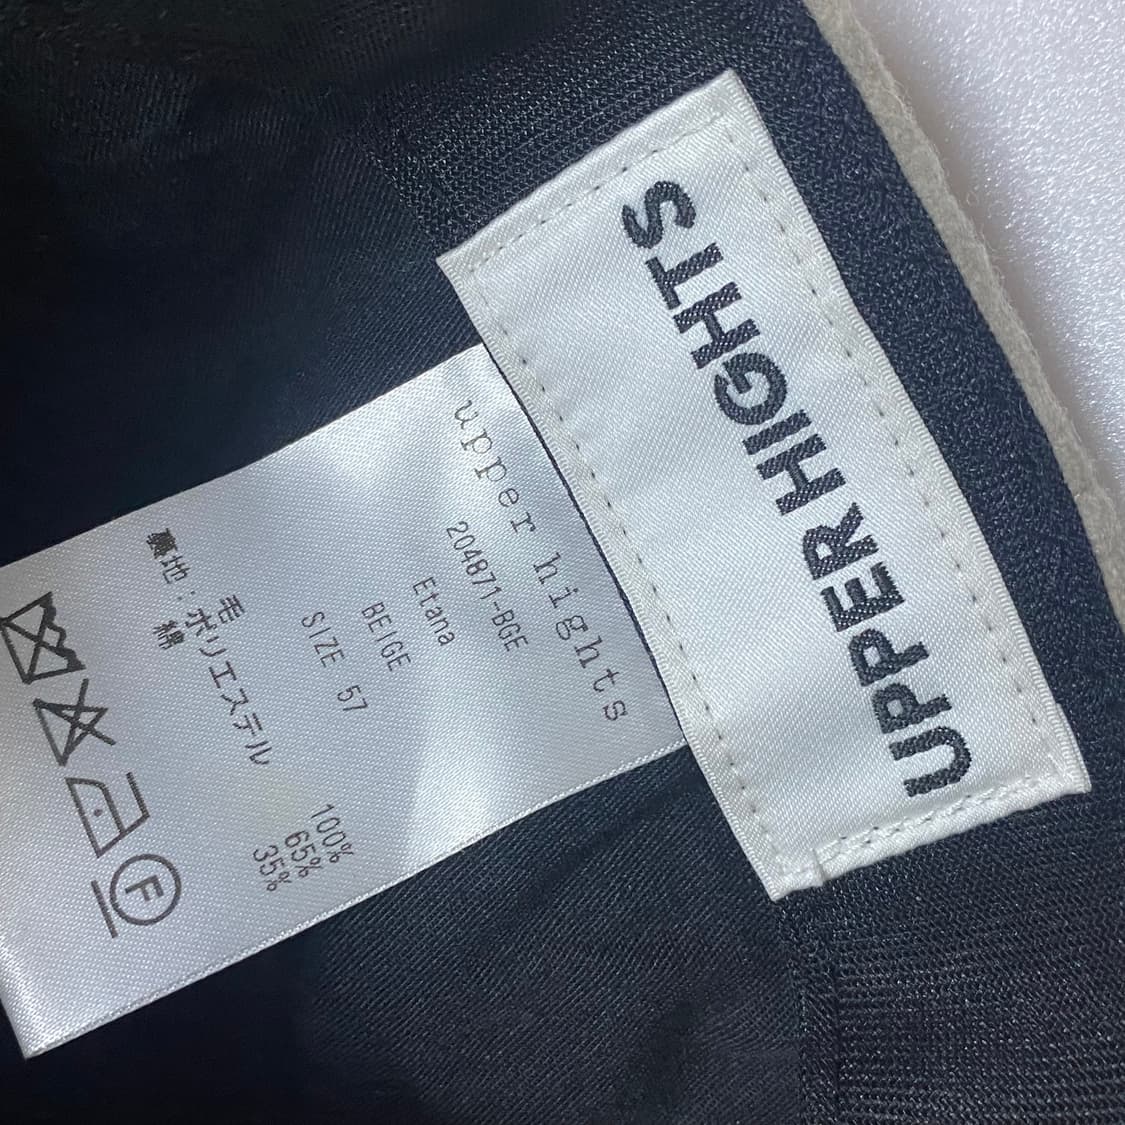 UPPER HIGHTS
upper hights
204871-BGE
Etana
BEIGE
SIZE 57
毛 100%
裏地：ポリエステル 65%
綿 35%
F